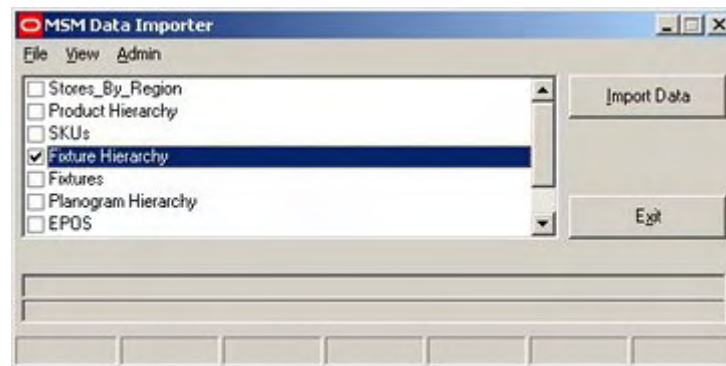 MSM Data Importer
File View Admin
Stores_By_Region
Product Hierarchy
SKUs
Fixture Hierarchy
Fixtures
Planogram Hierarchy
EPOS
Import Data
Exit